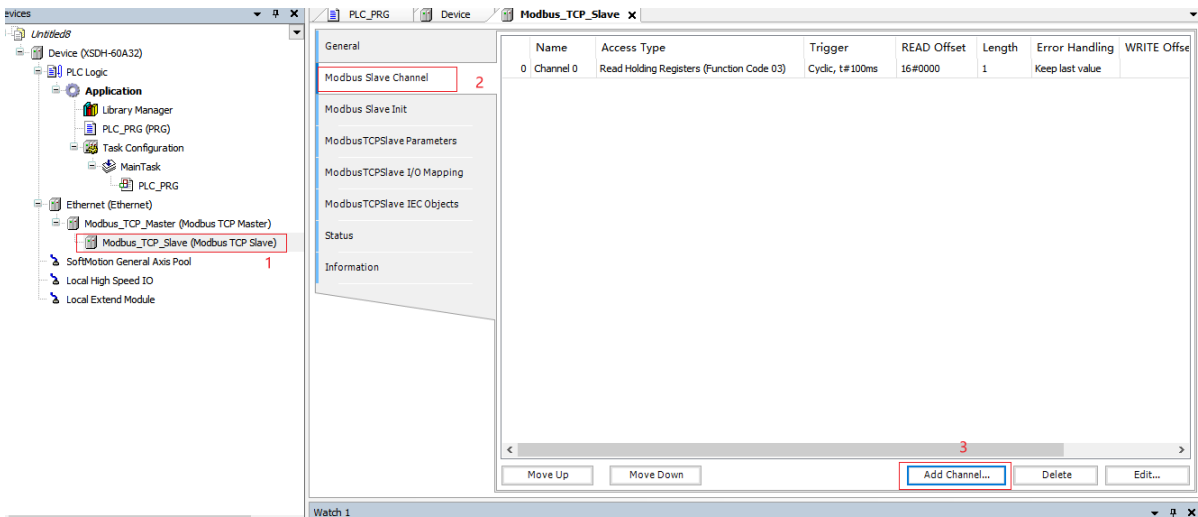 evices
Untitled8
Device (XSDH-60A32)
PLC Logic
Application
Library Manager
PLC_PRG (PRG)
Task Configuration
MainTask
PLC_PRG
Ethernet (Ethernet)
Modbus_TCP_Master (Modbus TCP Master)
Modbus_TCP_Slave (Modbus TCP Slave)
1
SoftMotion General Axis Pool
Local High Speed IO
Local Extend Module
PLC_PRG Device Modbus_TCP_Slave x
General
Modbus Slave Channel
2
Modbus Slave Init
ModbusTCPSlave Parameters
ModbusTCPSlave I/O Mapping
ModbusTCPSlave IEC Objects
Status
Information
Name Access Type Trigger READ Offset Length Error Handling WRITE Offse
0 Channel 0 Read Holding Registers (Function Code 03) Cyclic, t#100ms 16#0000 1 Keep last value
3
Move Up Move Down Add Channel... Delete Edit...
Watch 1